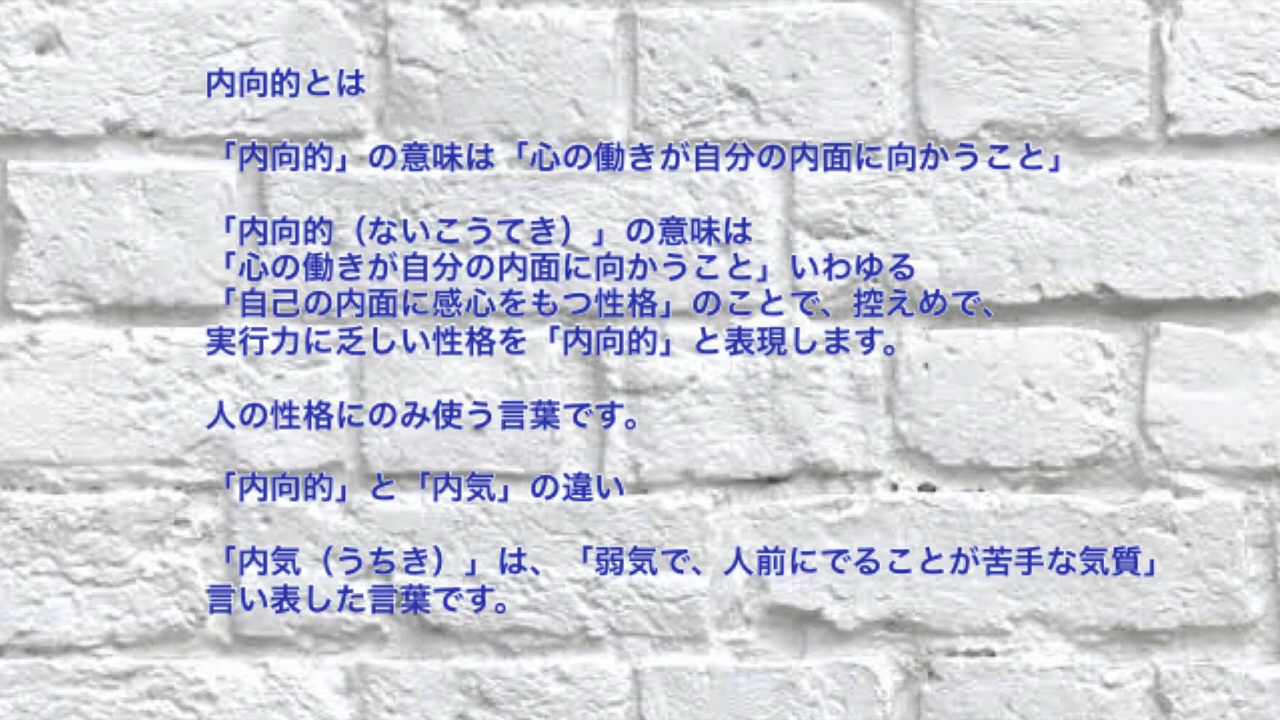 内向的とは
「内向的」の意味は「心の働きが自分の内面に向かうこと」
「内向的（ないこうてき）」の意味は
「心の働きが自分の内面に向かうこと」いわゆる
「自己の内面に感心をもつ性格」のことで、控えめで、
実行力に乏しい性格を「内向的」と表現します。
人の性格にのみ使う言葉です。
「内向的」と「内気」の違い
「内気（うちき）」は、「弱気で、人前にでることが苦手な気質」
言い表した言葉です。